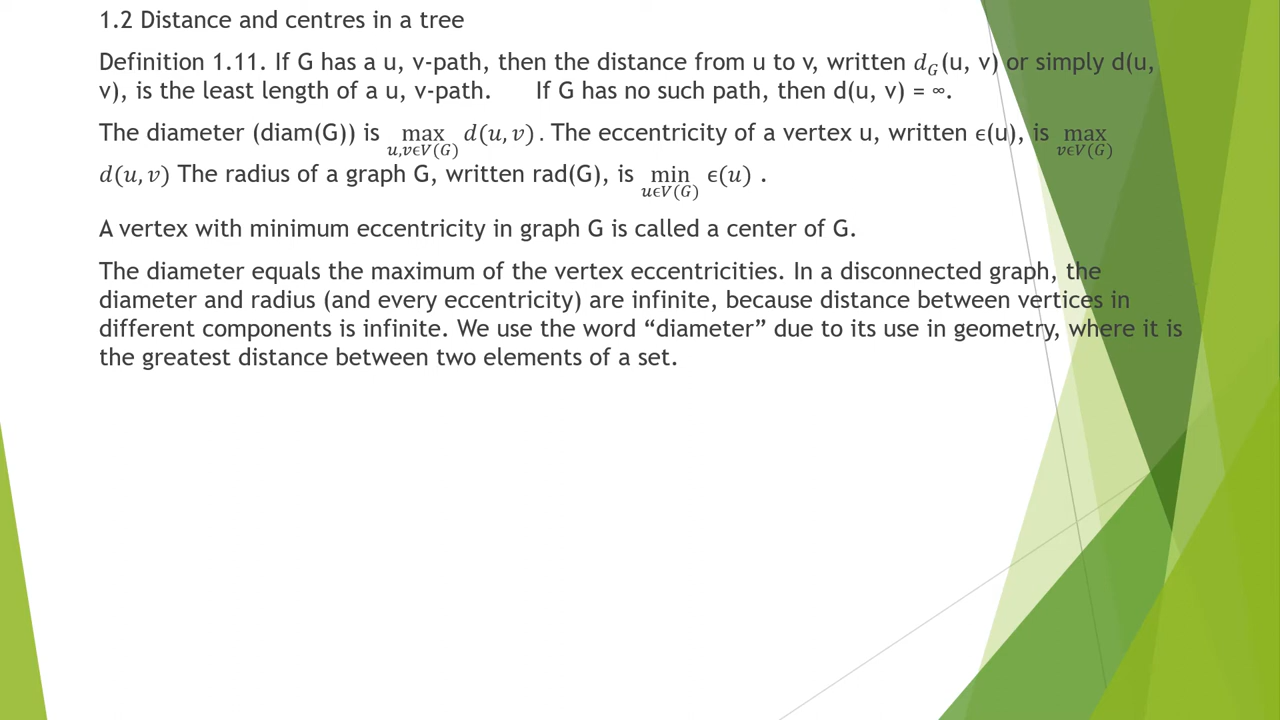 1.2 Distance and centres in a tree
Definition 1.11. If G has a u, v-path, then the distance from u to v, written d_G(u, v) or simply d(u,
v), is the least length of a u, v-path. If G has no such path, then d(u, v) = ∞.
The diameter (diam(G)) is max d(u, v) . The eccentricity of a vertex u, written ϵ(u), is max
u,vϵV(G) vϵV(G)
d(u, v) The radius of a graph G, written rad(G), is min ϵ(u) .
uϵV(G)
A vertex with minimum eccentricity in graph G is called a center of G.
The diameter equals the maximum of the vertex eccentricities. In a disconnected graph, the
diameter and radius (and every eccentricity) are infinite, because distance between vertices in
different components is infinite. We use the word “diameter” due to its use in geometry, where it is
the greatest distance between two elements of a set.